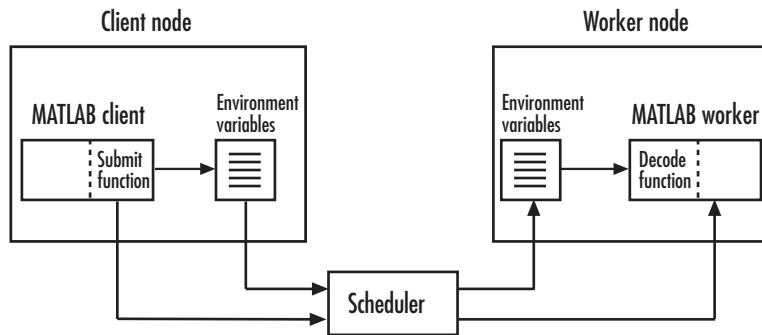 Client node
Worker node
MATLAB client
Environment
variables
Submit
function
Environment
variables
MATLAB worker
Decode
function
Scheduler